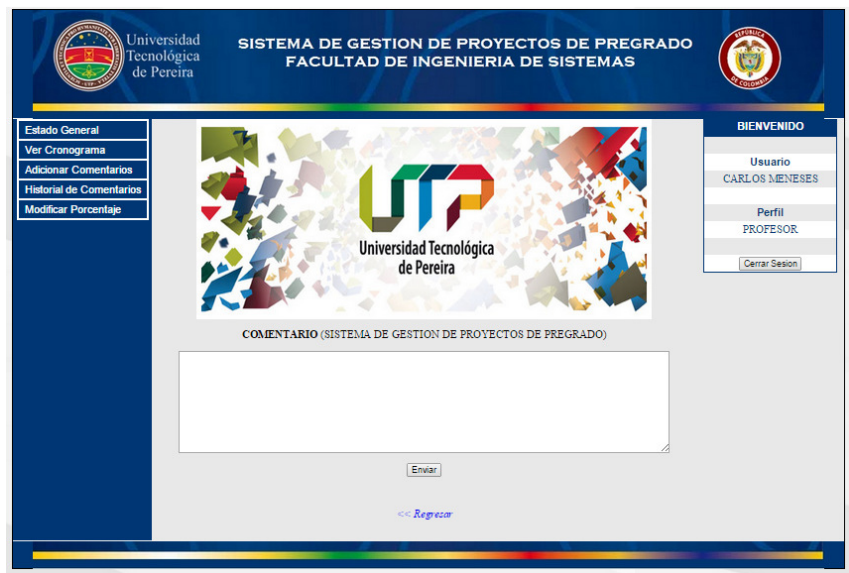 Universidad
Tecnológica
de Pereira
SISTEMA DE GESTION DE PROYECTOS DE PREGRADO
FACULTAD DE INGENIERIA DE SISTEMAS
Estado General
Ver Cronograma
Adicionar Comentarios
Historial de Comentarios
Modificar Porcentaje
UTP
Universidad Tecnológica
de Pereira
BIENVENIDO
Usuario
CARLOS MENESES
Perfil
PROFESOR
Cerrar Sesion
COMENTARIO (SISTEMA DE GESTION DE PROYECTOS DE PREGRADO)
Enviar
<< Regresar